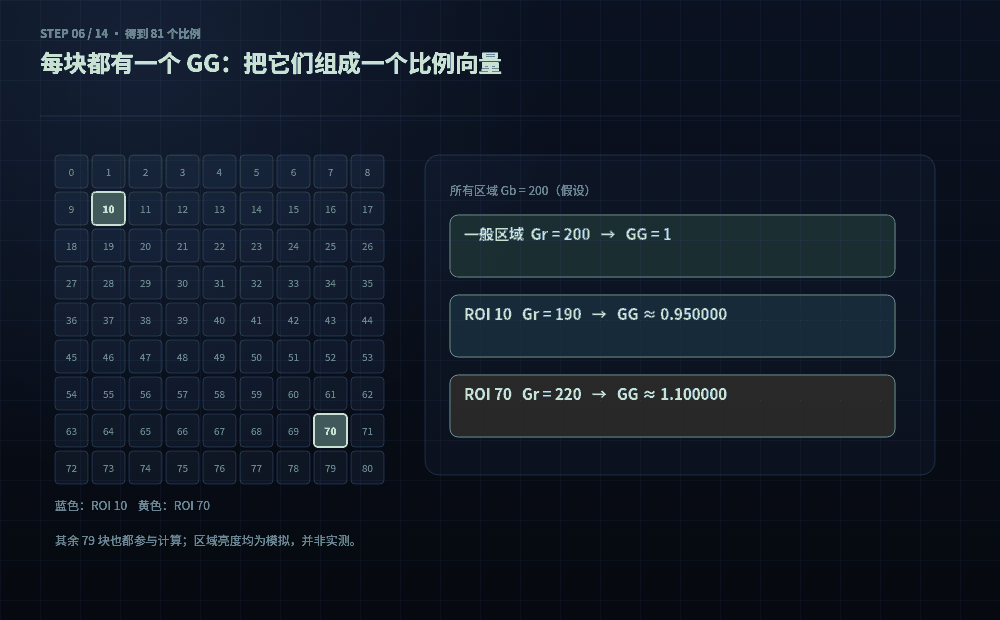 STEP 06 / 14 · 得到 81 个比例
每块都有一个 GG：把它们组成一个比例向量
0 1 2 3 4 5 6 7 8
9 10 11 12 13 14 15 16 17
18 19 20 21 22 23 24 25 26
27 28 29 30 31 32 33 34 35
36 37 38 39 40 41 42 43 44
45 46 47 48 49 50 51 52 53
54 55 56 57 58 59 60 61 62
63 64 65 66 67 68 69 70 71
72 73 74 75 76 77 78 79 80
蓝色：ROI 10 黄色：ROI 70
其余 79 块也都参与计算；区域亮度均为模拟，并非实测。
所有区域 Gb = 200（假设）
一般区域 Gr = 200 → GG = 1
ROI 10 Gr = 190 → GG ≈ 0.950000
ROI 70 Gr = 220 → GG ≈ 1.100000